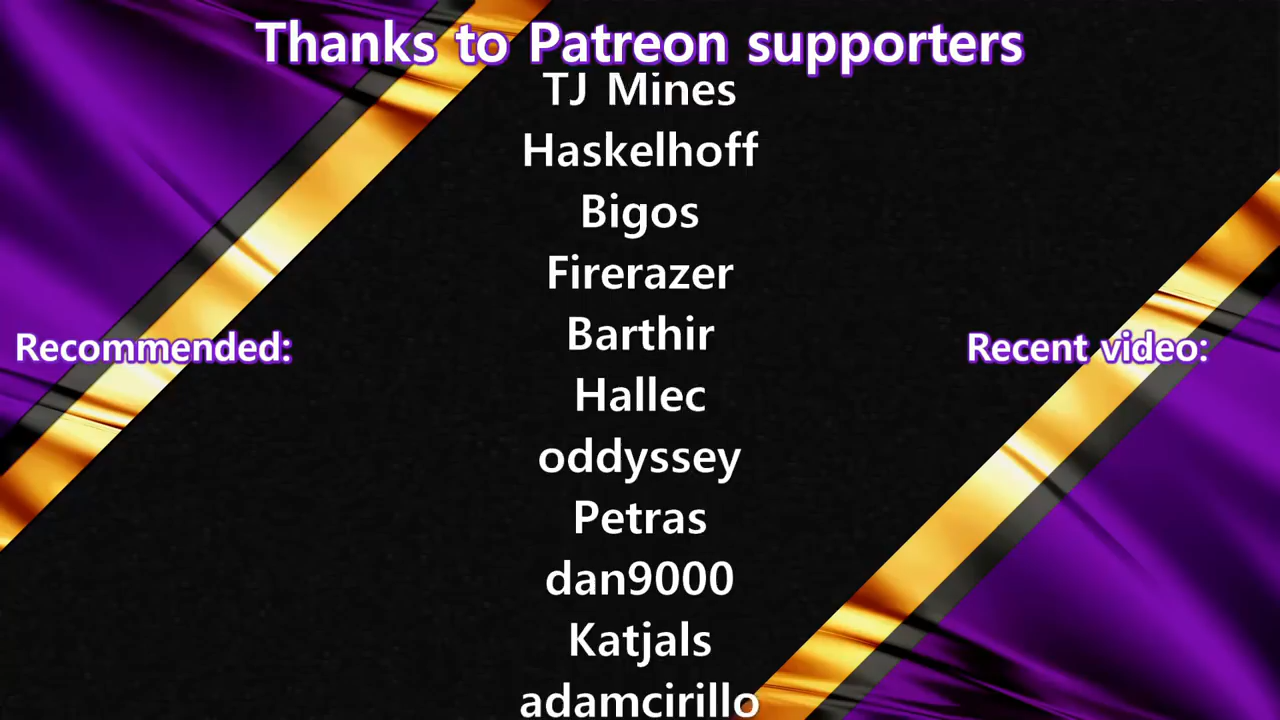 Thanks to Patreon supporters
TJ Mines
Haskelhoff
Bigos
Firerazer
Barthir
Recommended:
Recent video:
Hallec
oddyssey
Petras
dan9000
Katjals
adamcirillo